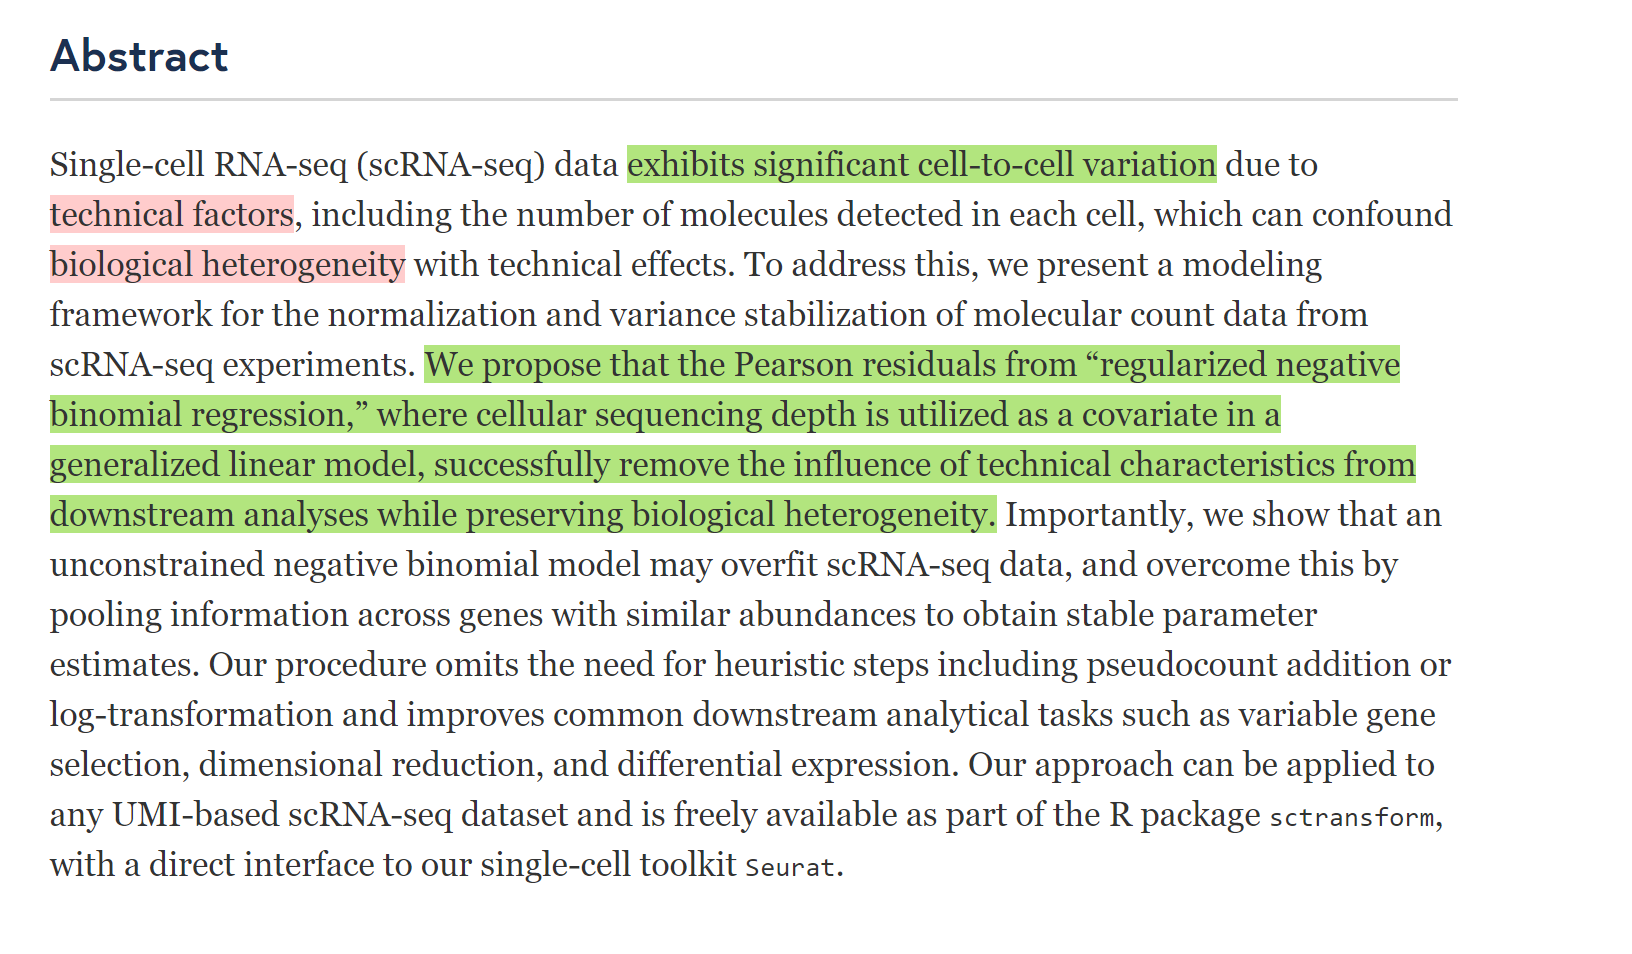 Abstract
Single-cell RNA-seq (scRNA-seq) data exhibits significant cell-to-cell variation due to
technical factors, including the number of molecules detected in each cell, which can confound
biological heterogeneity with technical effects. To address this, we present a modeling
framework for the normalization and variance stabilization of molecular count data from
scRNA-seq experiments. We propose that the Pearson residuals from “regularized negative
binomial regression,” where cellular sequencing depth is utilized as a covariate in a
generalized linear model, successfully remove the influence of technical characteristics from
downstream analyses while preserving biological heterogeneity. Importantly, we show that an
unconstrained negative binomial model may overfit scRNA-seq data, and overcome this by
pooling information across genes with similar abundances to obtain stable parameter
estimates. Our procedure omits the need for heuristic steps including pseudocount addition or
log-transformation and improves common downstream analytical tasks such as variable gene
selection, dimensional reduction, and differential expression. Our approach can be applied to
any UMI-based scRNA-seq dataset and is freely available as part of the R package sctransform,
with a direct interface to our single-cell toolkit Seurat.